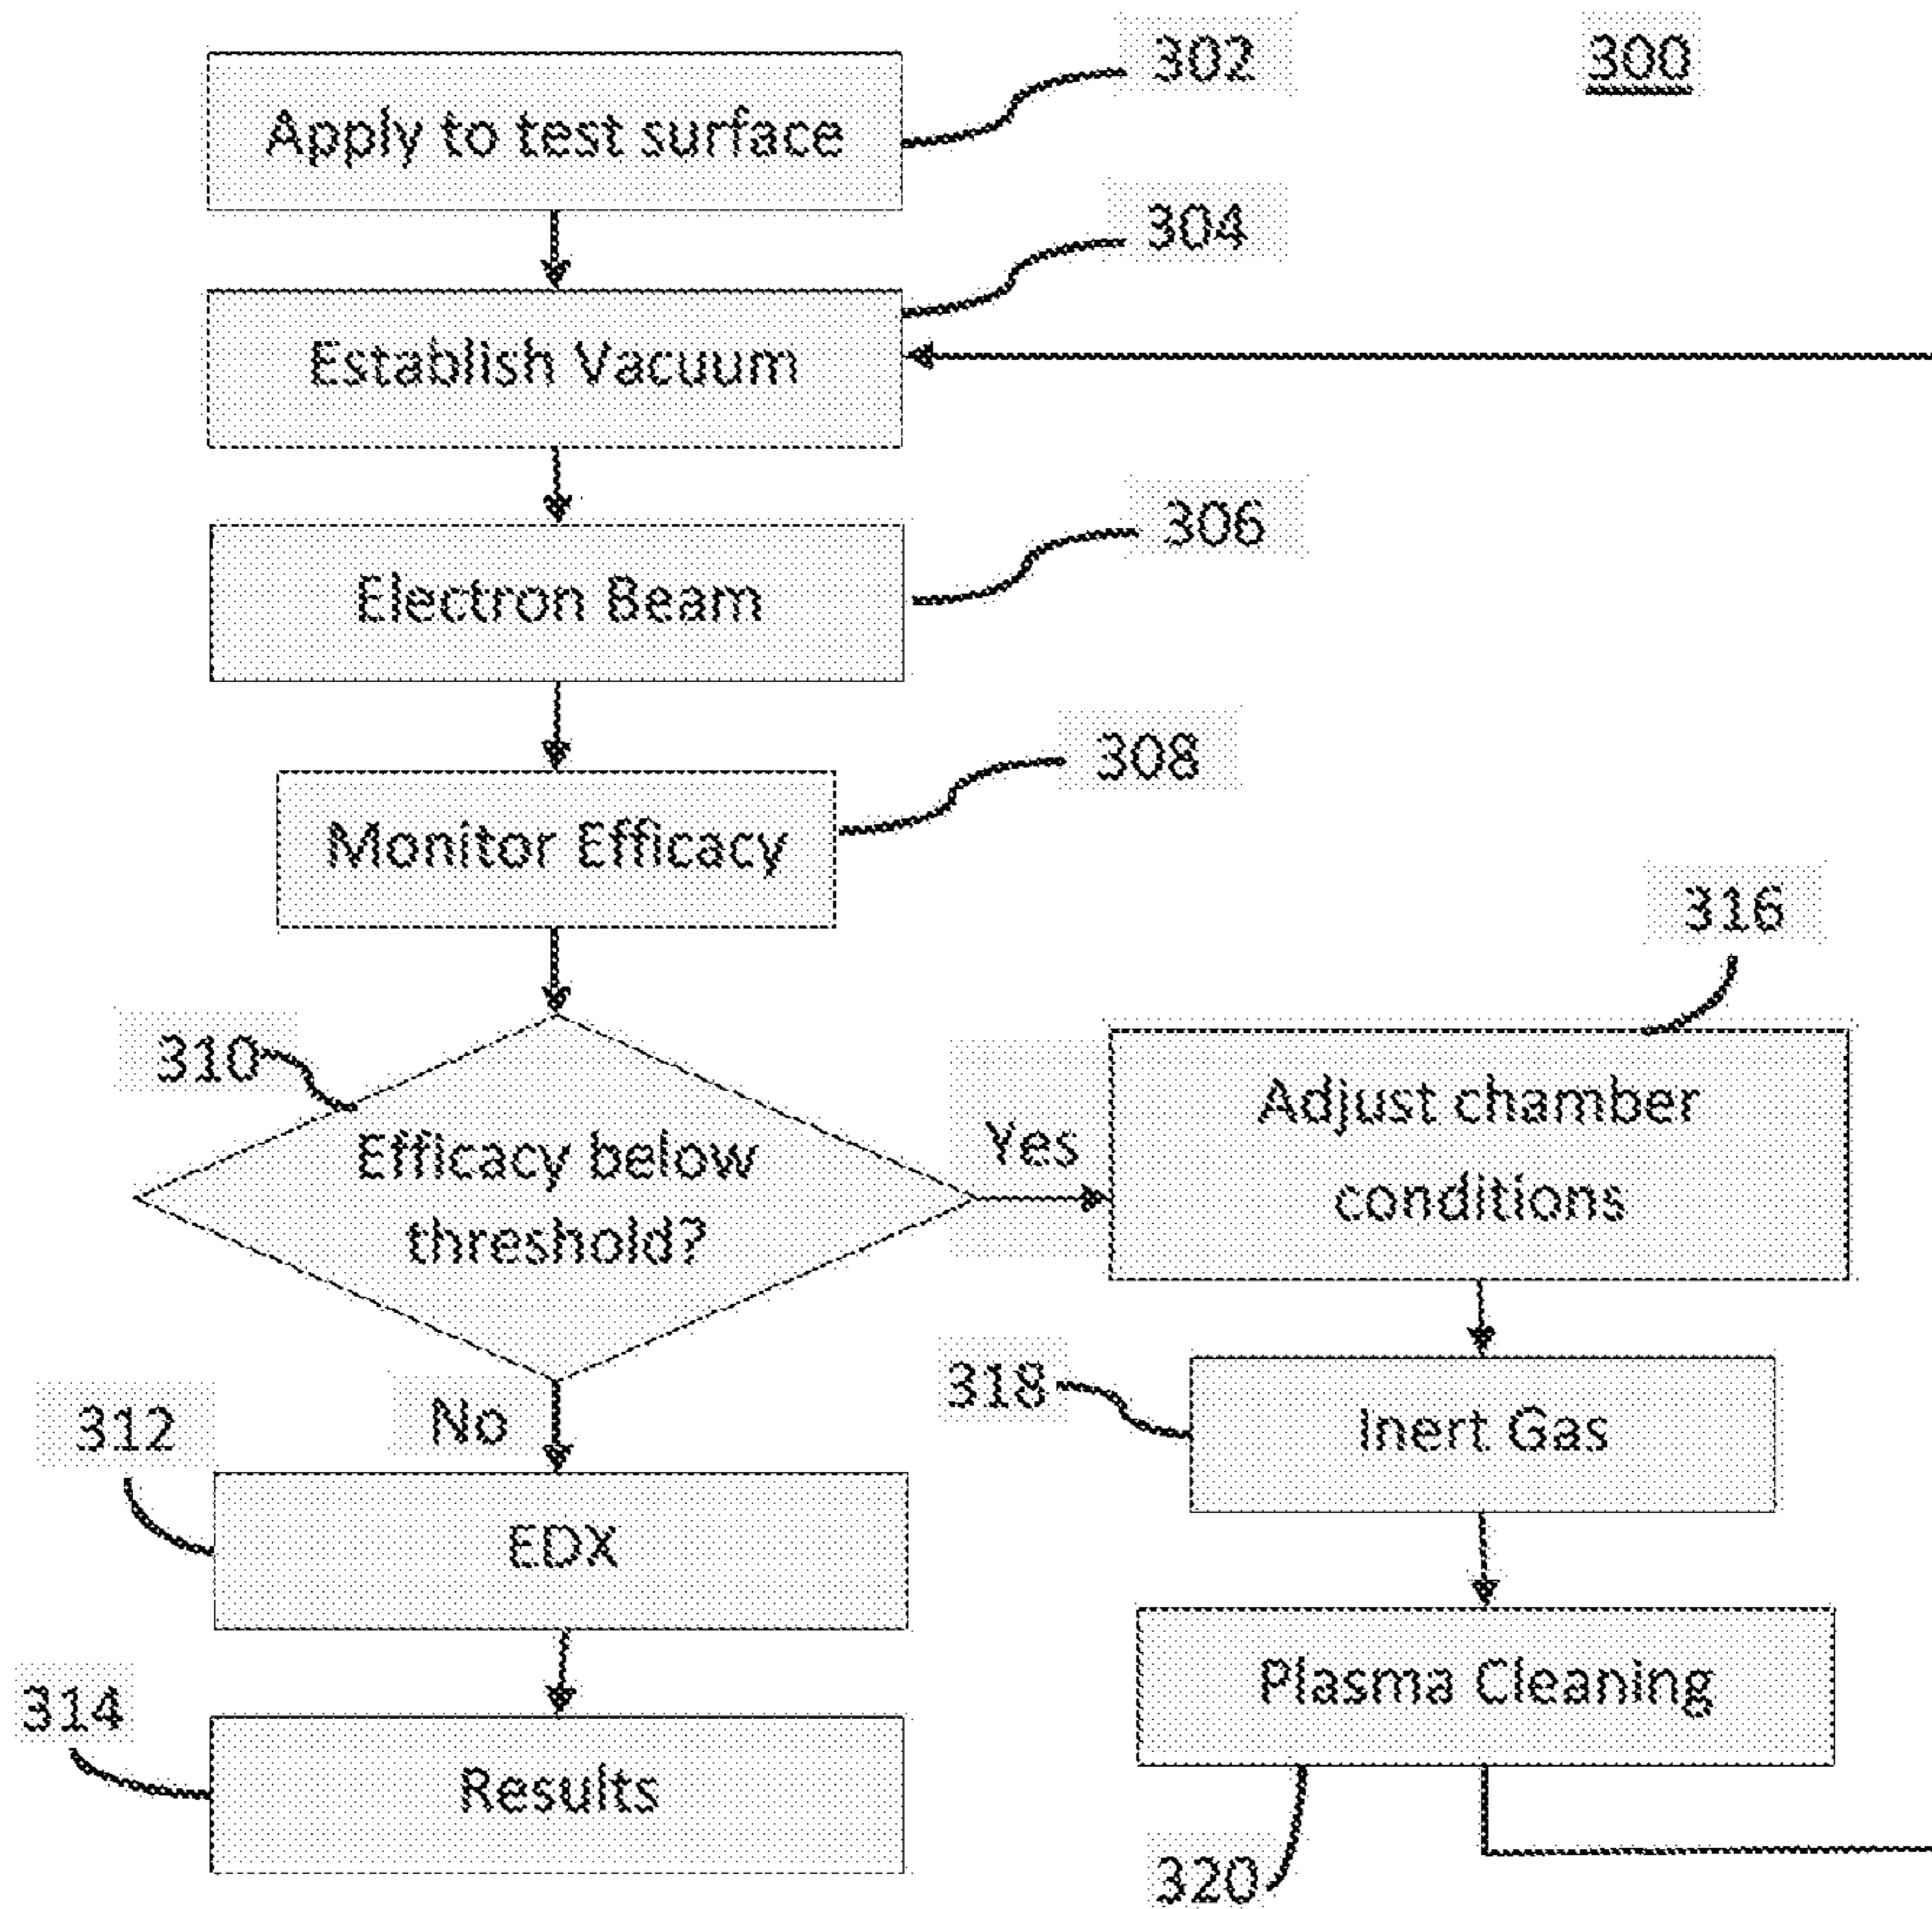 302
300
Apply to test surface
304
Establish Vacuum
306
Electron Beam
308
Monitor Efficacy
316
310
Efficacy below
threshold?
Yes
Adjust chamber
conditions
318
Inert Gas
312
No
EDX
Plasma Cleaning
314
Results
320